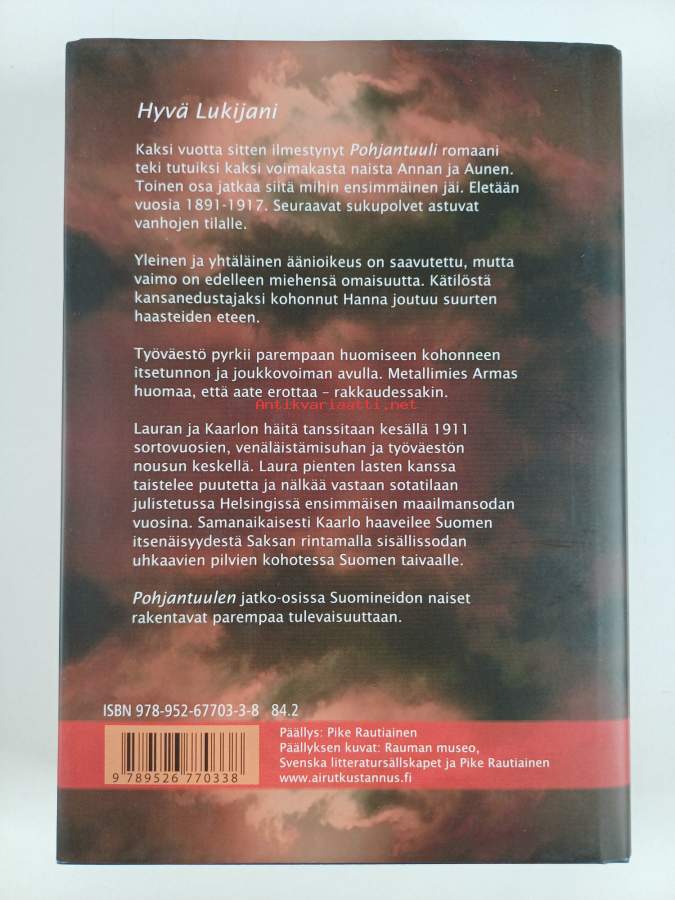 Hyvä Lukijani
Kaksi vuotta sitten ilmestynyt Pohjantuuli romaani
teki tutuiksi kaksi voimakasta naista Annan ja Aunen.
Toinen osa jatkaa siitä mihin ensimmäinen jäi. Eletään
vuosia 1891-1917. Seuraavat sukupolvet astuvat
vanhojen tilalle.
Yleinen ja yhtäläinen äänioikeus on saavutettu, mutta
vaimo on edelleen miehensä omaisuutta. Kätilöstä
kansanedustajaksi kohonnut Hanna joutuu suurten
haasteiden eteen.
Työväestö pyrkii parempaan huomiseen kohonneen
itsetunnon ja joukkovoiman avulla. Metallimies Armas
huomaa, että aate erottaa – rakkaudessakin.
Antikvariaatti.net
Lauran ja Kaarlon häitä tanssitaan kesällä 1911
sortovuosien, venäläistämisuhan ja työväestön
nousun keskellä. Laura pienten lasten kanssa
taistelee puutetta ja nälkää vastaan sotatilaan
julistetussa Helsingissä ensimmäisen maailmansodan
vuosina. Samanaikaisesti Kaarlo haaveilee Suomen
itsenäisyydestä Saksan rintamalla sisällissodan
uhkaavien pilvien kohotessa Suomen taivaalle.
Pohjantuulen jatko-osissa Suomineidon naiset
rakentavat parempaa tulevaisuuttaan.
ISBN 978-952-67703-3-8 84.2
9 789526 770338
Päällys: Pike Rautiainen
Päällyksen kuvat: Rauman museo,
Svenska litteratursällskapet ja Pike Rautiainen
www.airutkustannus.fi